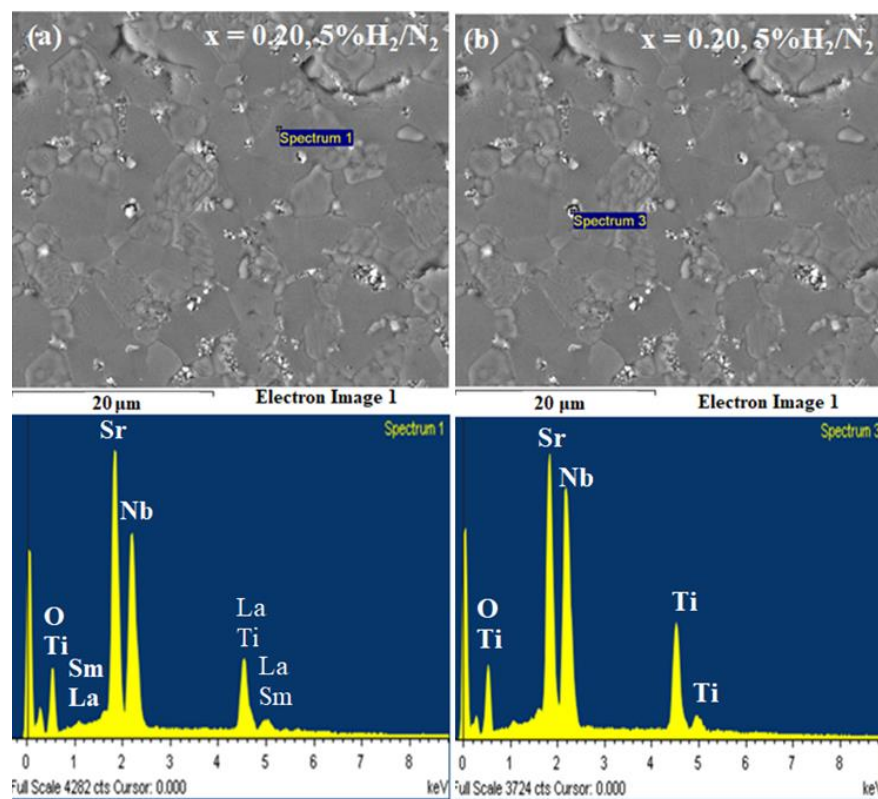 (a) x = 0.20, 5%H₂/N₂
Spectrum 1
20 µm Electron Image 1
Spectrum 1
Sr
Nb
O
Ti
Sm
La
La
Ti
La
Sm
0 1 2 3 4 5 6 7 8
Full Scale 4282 cts Cursor: 0.000 keV
(b) x = 0.20, 5%H₂/N₂
Spectrum 3
20 µm Electron Image 1
Spectrum 3
Sr
Nb
O
Ti
Ti
Ti
0 1 2 3 4 5 6 7 8
Full Scale 3724 cts Cursor: 0.000 keV